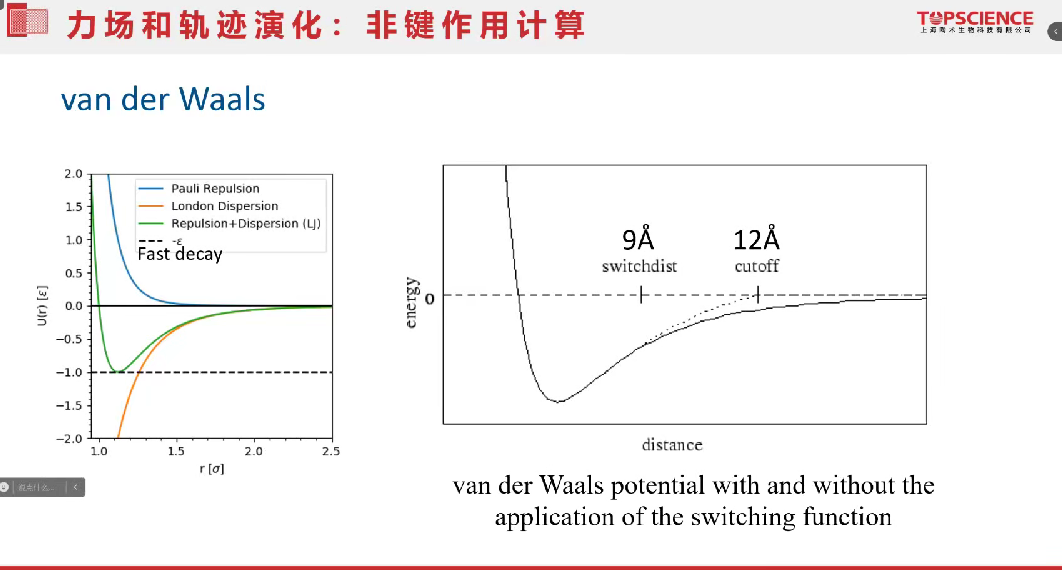 力场和轨迹演化：非键作用计算
TOPSCIENCE
上海陶术生物科技有限公司
van der Waals
2.0
1.5
1.0
0.5
0.0
−0.5
−1.0
−1.5
−2.0
U(r) [ε]
Pauli Repulsion
London Dispersion
Repulsion+Dispersion (LJ)
-ε
Fast decay
1.0 1.5 2.0 2.5
r [σ]
energy
0
9Å 12Å
switchdist cutoff
distance
van der Waals potential with and without the
application of the switching function